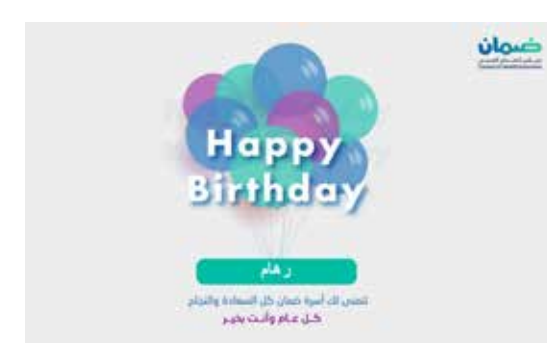 ضمان
Happy
Birthday
رهام
تتمنى لك أسرة ضمان كل السعادة والنجاح
كل عام وأنت بخير